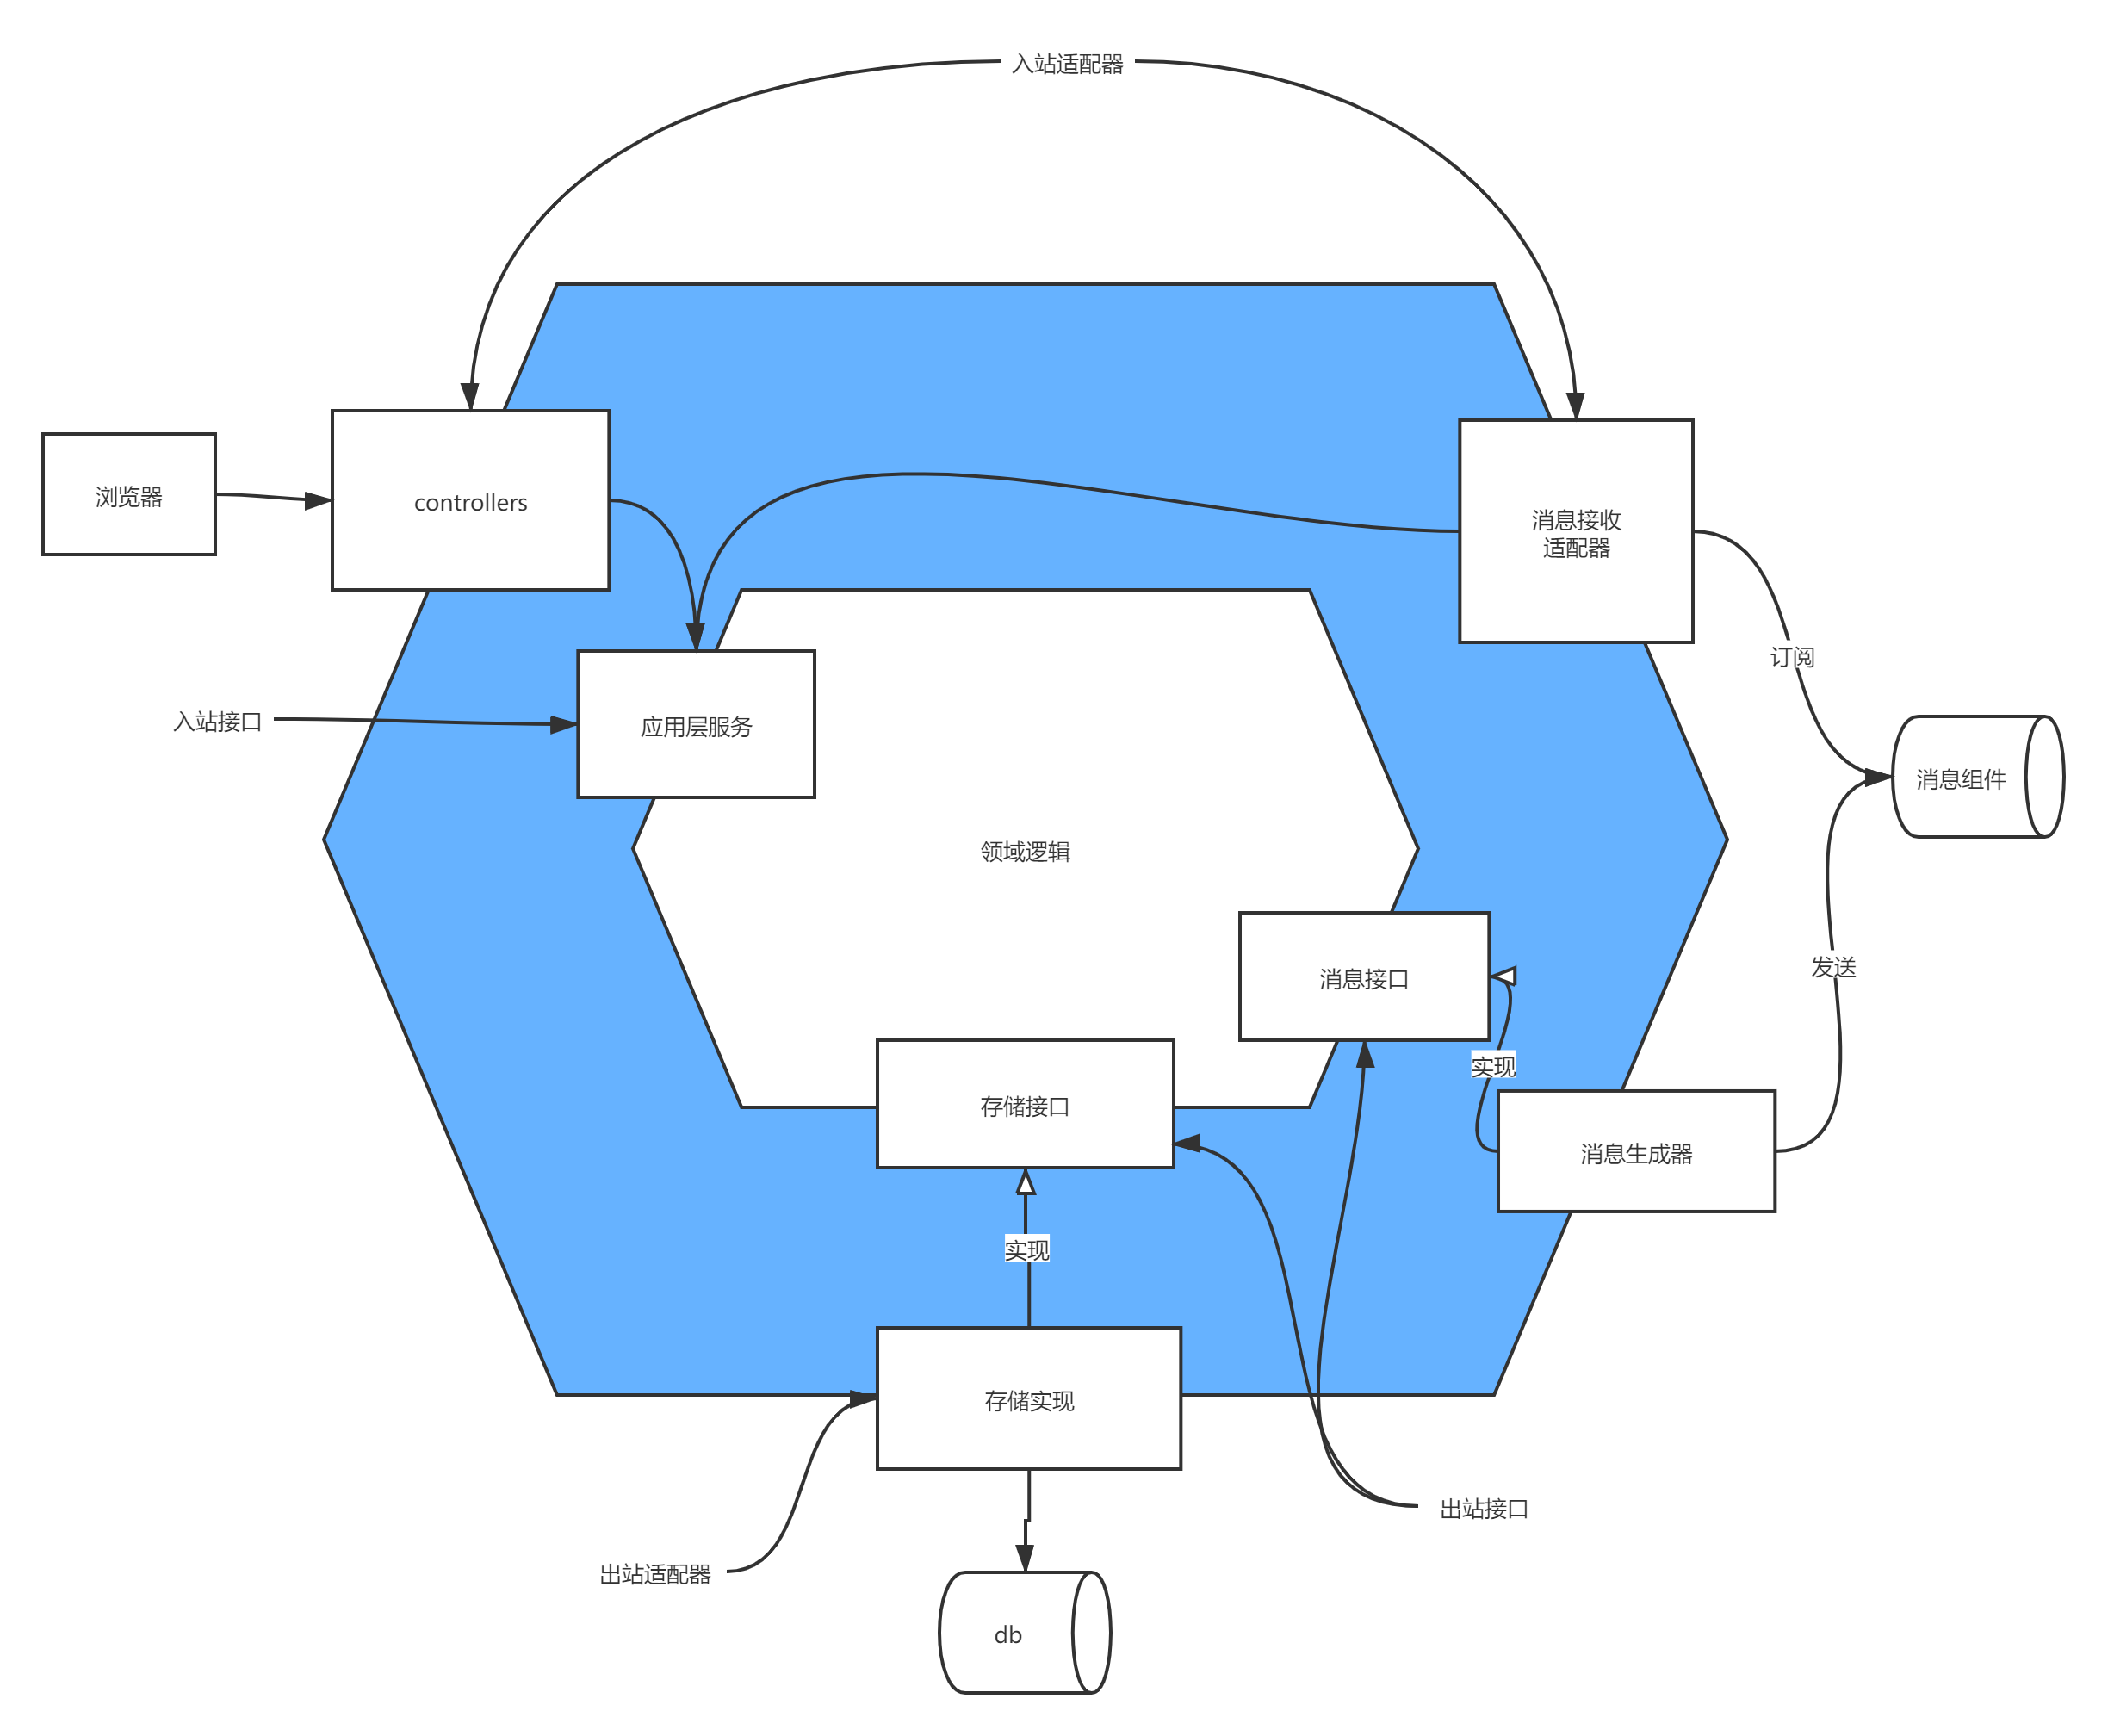 入站适配器
浏览器
controllers
消息接收
适配器
订阅
入站接口
应用层服务
消息组件
领域逻辑
发送
消息接口
实现
存储接口
消息生成器
实现
存储实现
出站接口
出站适配器
db